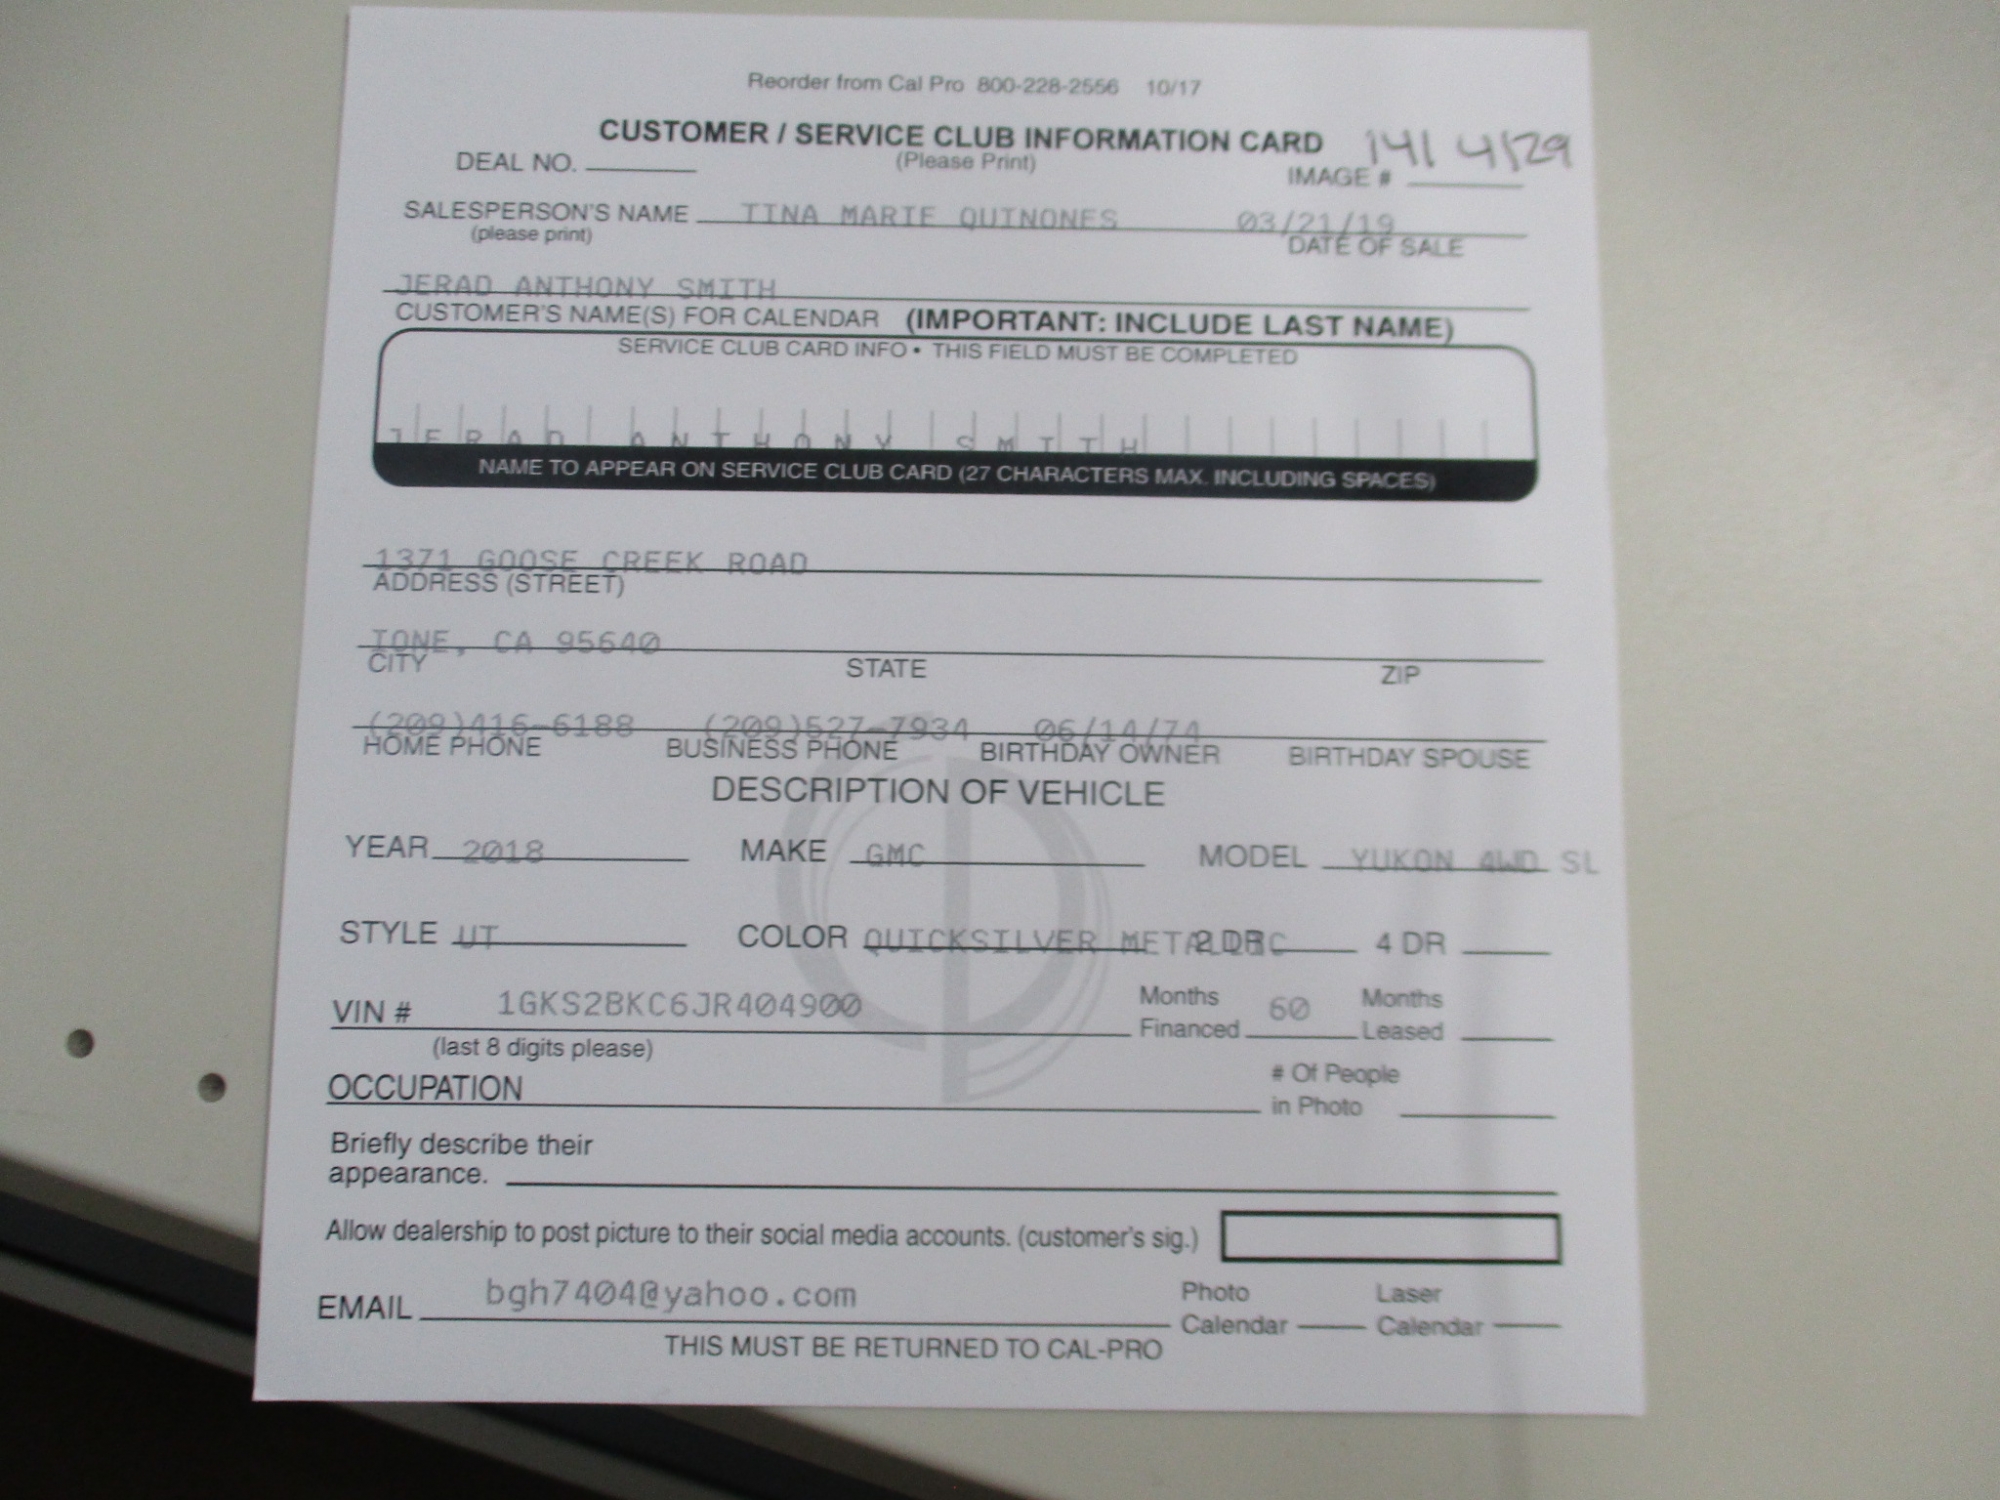 Reorder from Cal Pro 800-228-2556 10/17
CUSTOMER / SERVICE CLUB INFORMATION CARD 141 4129
DEAL NO. (Please Print) IMAGE #
SALESPERSON'S NAME TINA MARIE QUINONES 03/21/19
(please print) DATE OF SALE
JERAD ANTHONY SMITH
CUSTOMER'S NAME(S) FOR CALENDAR (IMPORTANT: INCLUDE LAST NAME)
SERVICE CLUB CARD INFO • THIS FIELD MUST BE COMPLETED
JERAD ANTHONY SMITH
NAME TO APPEAR ON SERVICE CLUB CARD (27 CHARACTERS MAX. INCLUDING SPACES)
1371 GOOSE CREEK ROAD
ADDRESS (STREET)
IONE, CA 95640
CITY STATE ZIP
(209)416-6188 (209)527-7934 06/14/74
HOME PHONE BUSINESS PHONE BIRTHDAY OWNER BIRTHDAY SPOUSE
DESCRIPTION OF VEHICLE
YEAR 2018 MAKE GMC MODEL YUKON 4WD SL
STYLE UT COLOR QUICKSILVER METALLIC 2 DR 4 DR
VIN # 1GKS2BKC6JR404900 Months Financed 60 Months Leased
(last 8 digits please)
OCCUPATION # Of People in Photo
Briefly describe their
appearance.
Allow dealership to post picture to their social media accounts. (customer's sig.)
EMAIL bgh7404@yahoo.com Photo Calendar Laser Calendar
THIS MUST BE RETURNED TO CAL-PRO